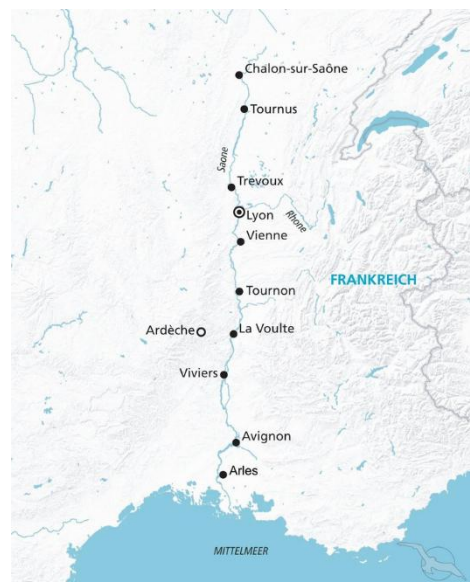 Chalon-sur-Saône
Tournus
Saone
Trevoux
Lyon
Rhone
Vienne
Tournon
FRANKREICH
Ardèche
La Voulte
Viviers
Avignon
Arles
MITTELMEER